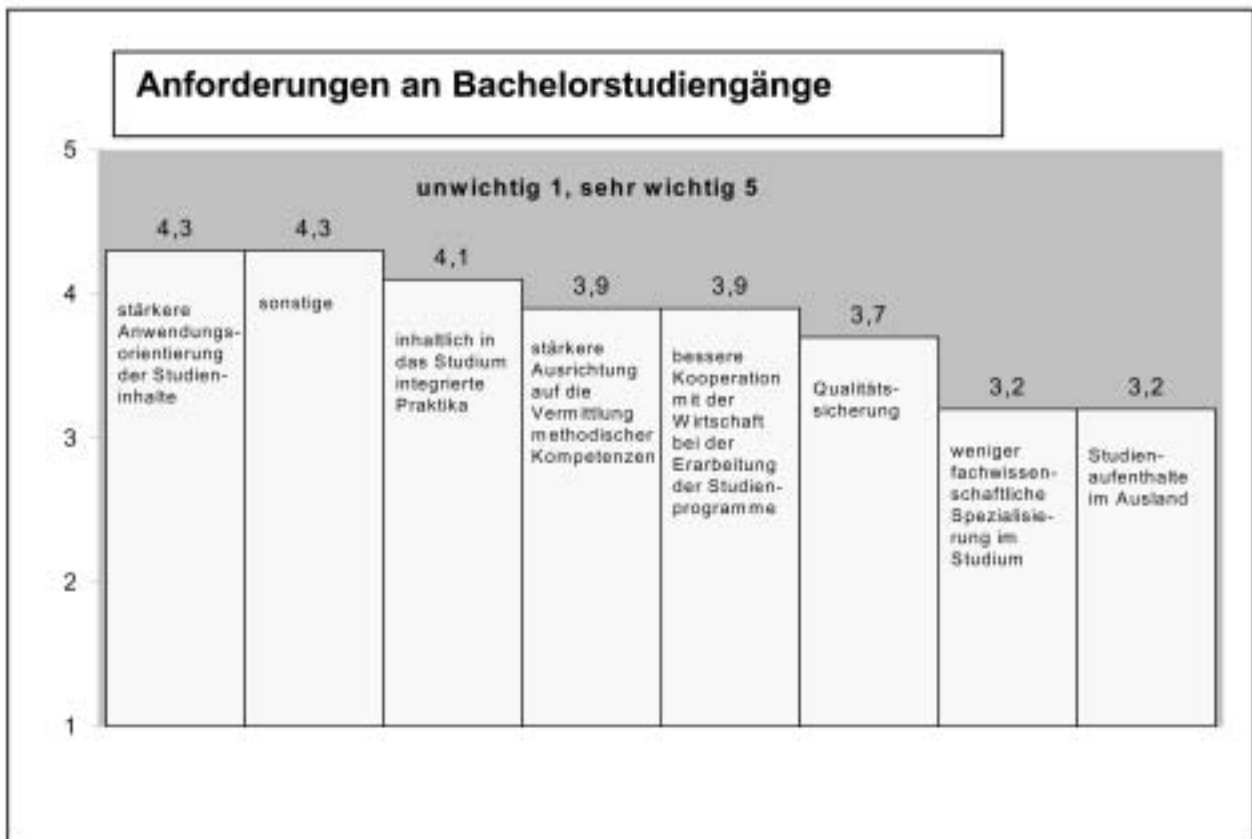 Anforderungen an Bachelorstudiengänge
5
unwichtig 1, sehr wichtig 5
4,3
4,3
4,1
3,9
3,9
3,7
3,2
3,2
4
3
2
1
stärkere
Anwendungs-
orientierung
der Studien-
inhalte
sonstige
inhaltlich in
das Studium
integrierte
Praktika
stärkere
Ausrichtung
auf die
Vermittlung
methodischer
Kompetenzen
bessere
Kooperation
mit der
Wirtschaft
bei der
Erarbeitung
der Studien-
programme
Qualitäts-
sicherung
weniger
fachwissen-
schaftliche
Spezialisie-
rung im
Studium
Studien-
aufenthalte
im Ausland